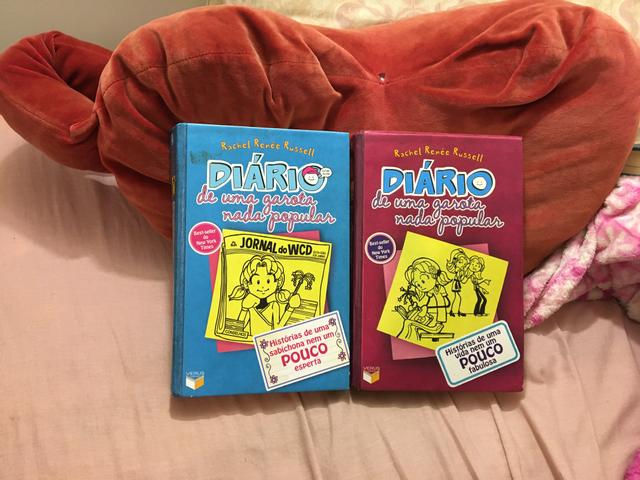 Rachel Renée Russell
DIÁRIO
de uma garota
nada popular
Best-seller
do
New York
Times
JORNAL do WCD
Histórias de uma
sabichona nem um
POUCO
esperta
VERUS
Rachel Renée Russell
DIÁRIO
de uma garota
nada popular
Best-seller
do
New York
Times
Histórias de uma
vida nem um
POUCO
fabulosa
VERUS